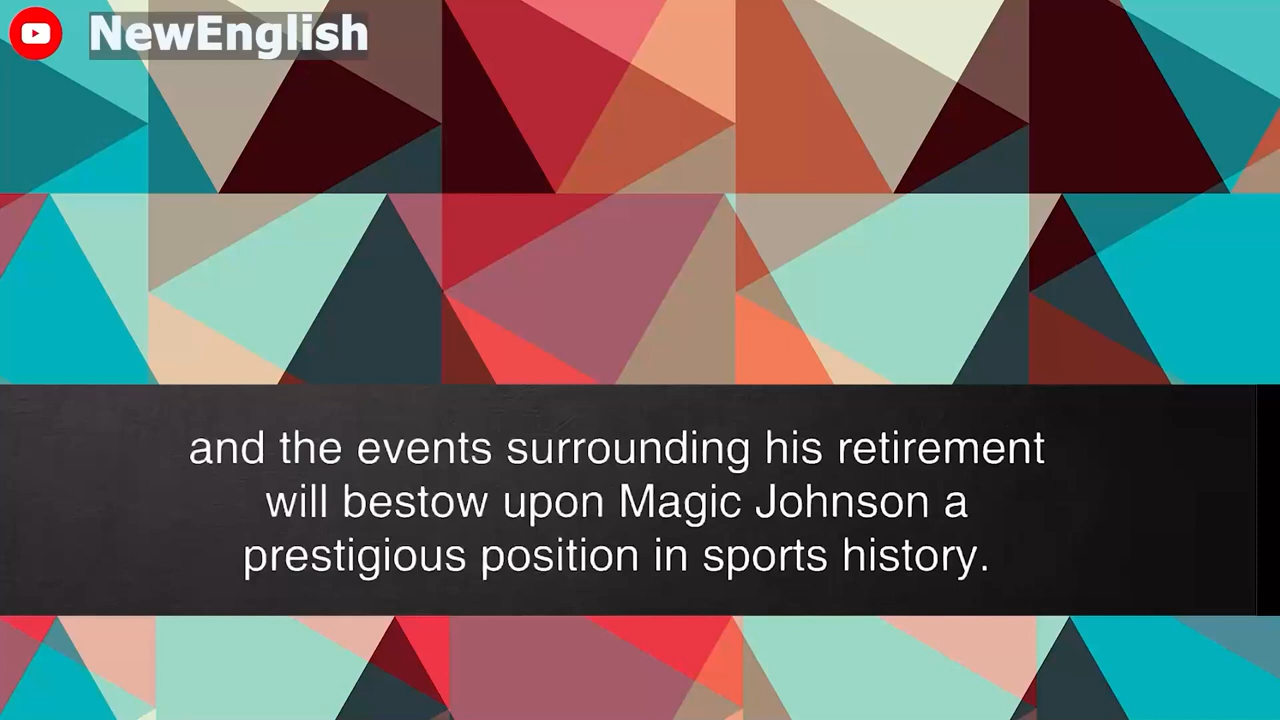 NewEnglish
and the events surrounding his retirement
will bestow upon Magic Johnson a
prestigious position in sports history.